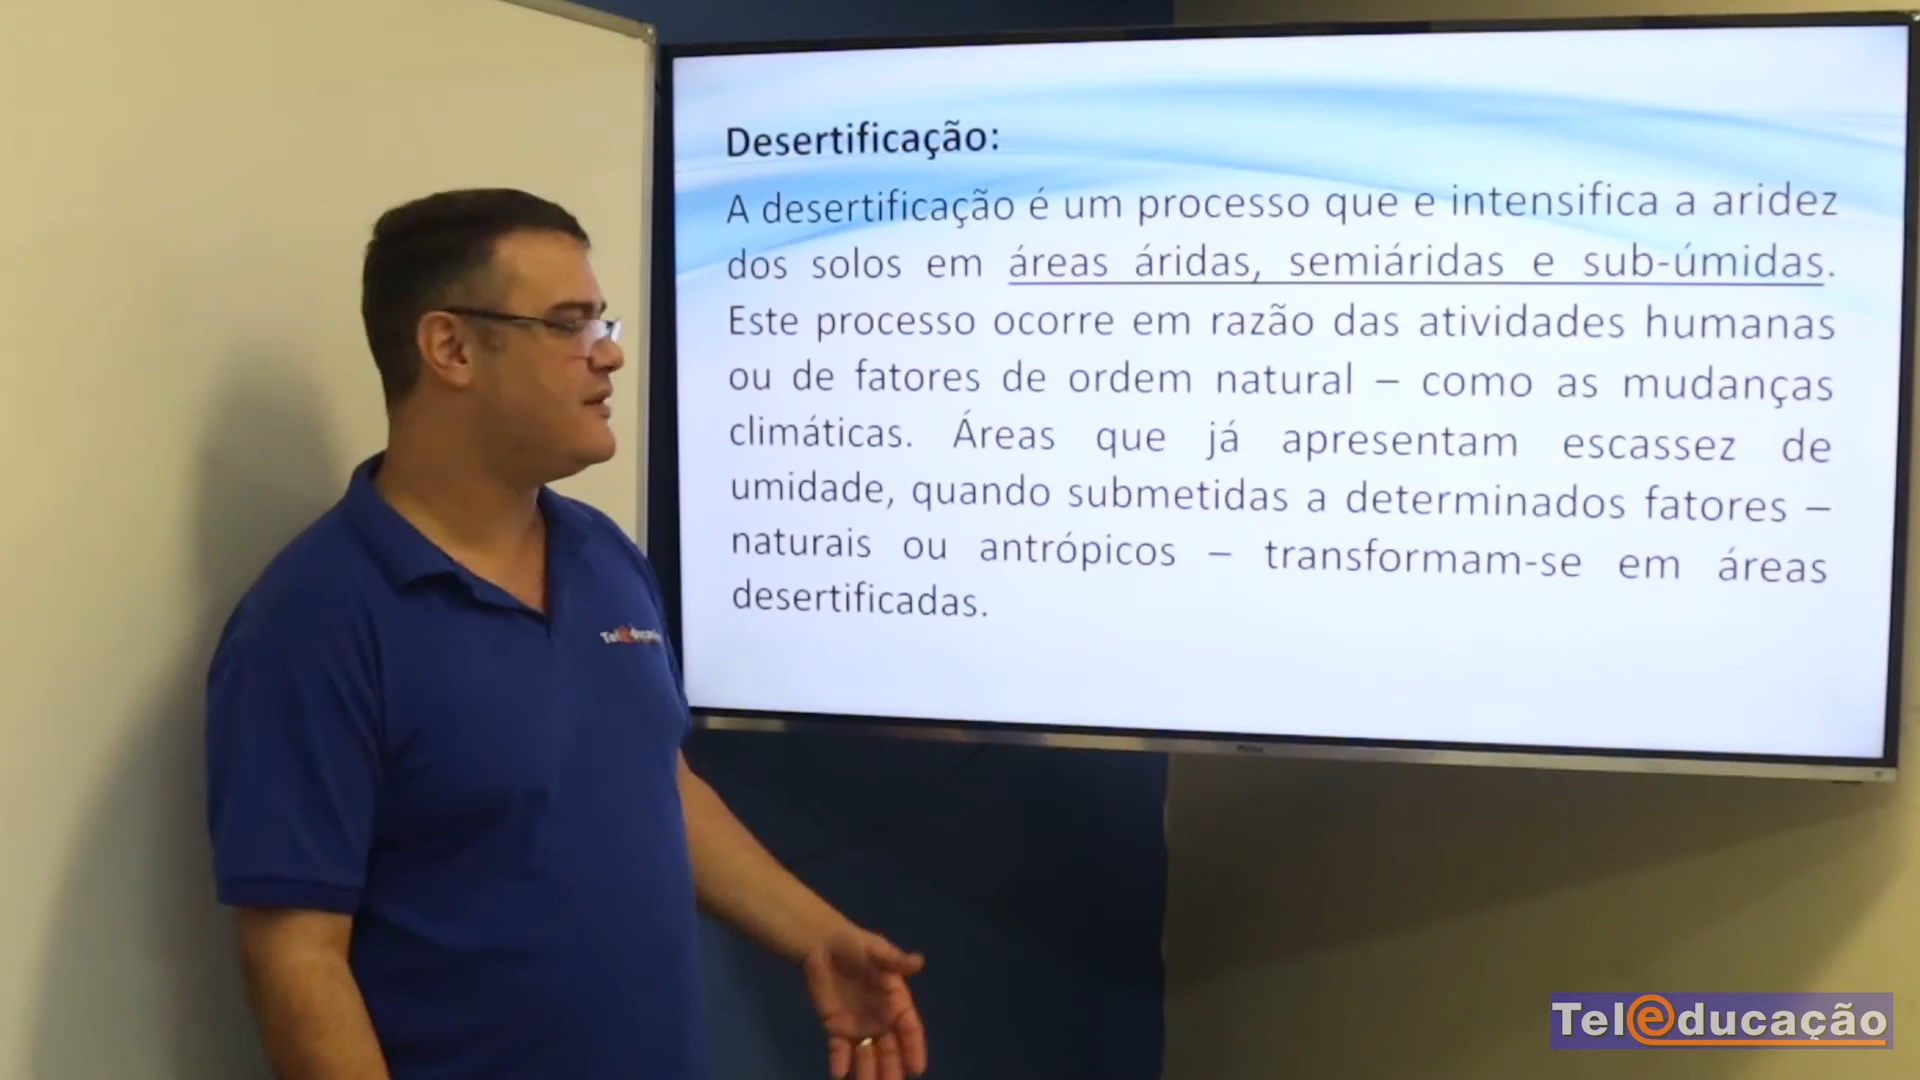 Desertificação:
A desertificação é um processo que e intensifica a aridez
dos solos em áreas áridas, semiáridas e sub-úmidas.
Este processo ocorre em razão das atividades humanas
ou de fatores de ordem natural – como as mudanças
climáticas. Áreas que já apresentam escassez de
umidade, quando submetidas a determinados fatores –
naturais ou antrópicos – transformam-se em áreas
desertificadas.
Teleducação
Teleducação